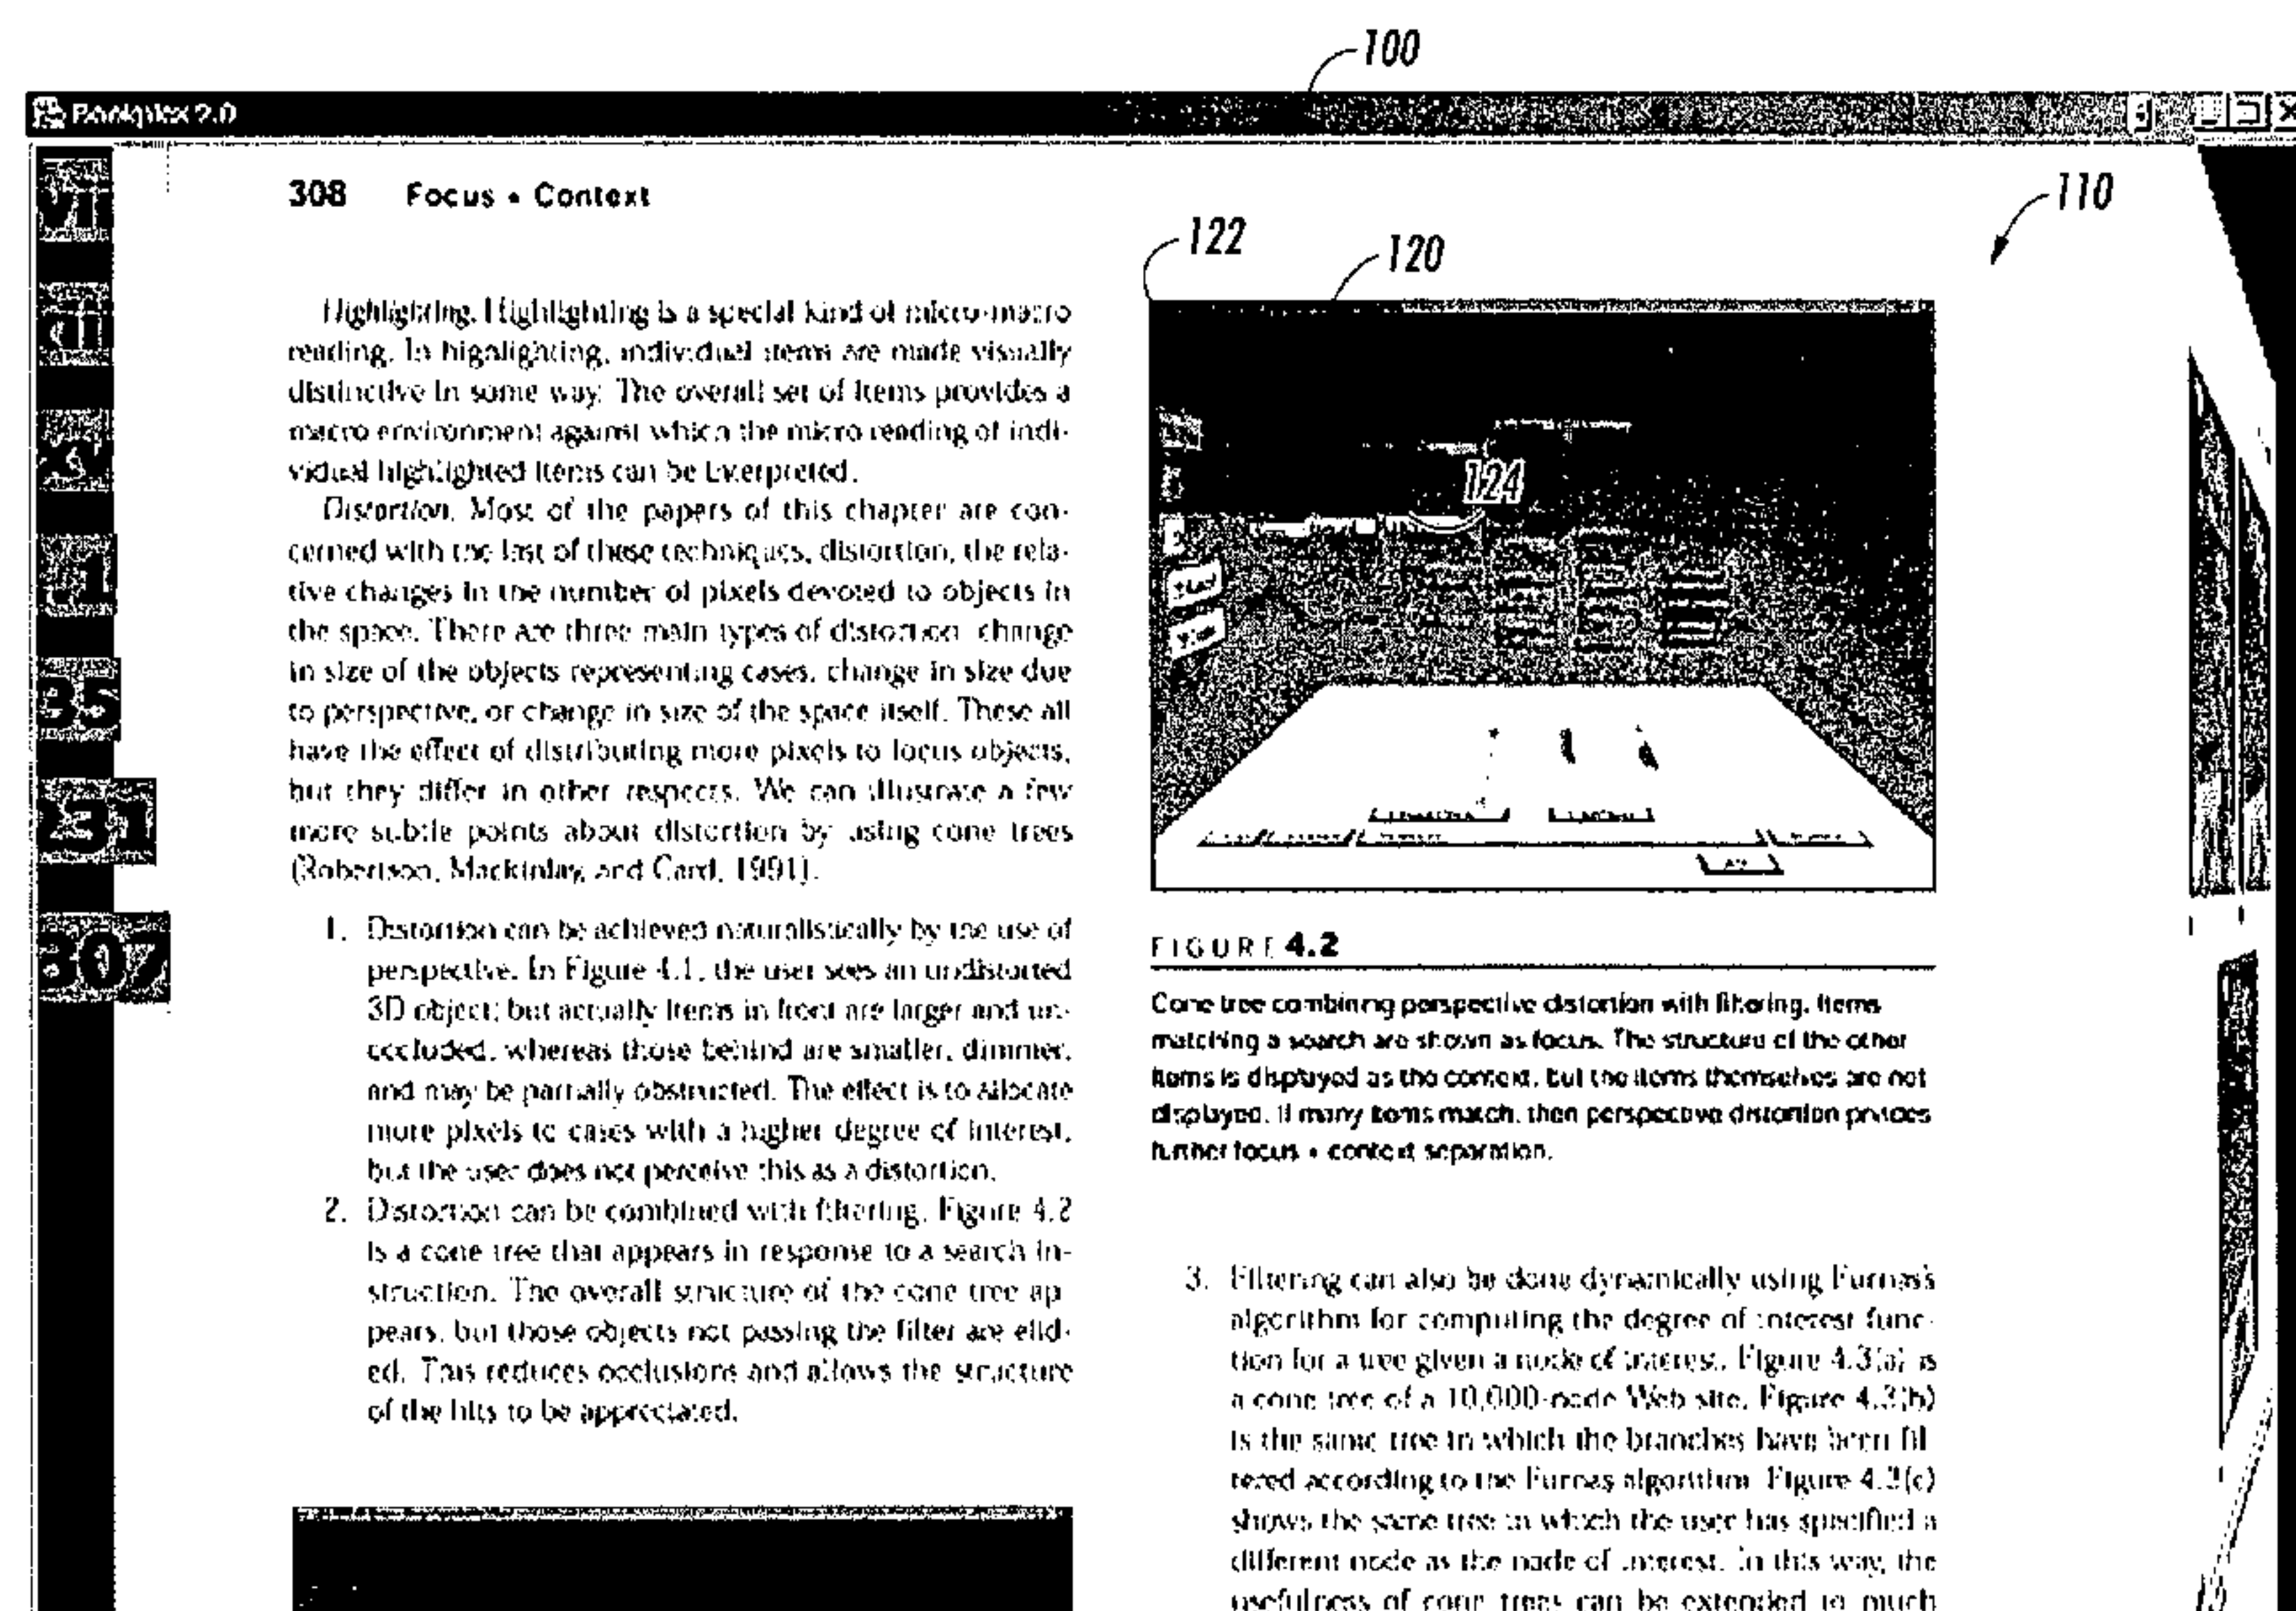 100
308 Focus + Context
110
122
120
Highlighting. Highlighting is a special kind of micro-macro
reading. In highlighting, individual items are made visually
distinctive in some way. The overall set of items provides a
macro environment against which the micro reading of indi-
vidual highlighted items can be interpreted.
Distortion. Most of the papers of this chapter are con-
cerned with the last of these techniques, distortion, the rela-
tive changes in the number of pixels devoted to objects in
the space. There are three main types of distortion: change
in size of the objects representing cases, change in size due
to perspective, or change in size of the space itself. These all
have the effect of distributing more pixels to focus objects,
but they differ in other respects. We can illustrate a few
more subtle points about distortion by using cone trees
(Robertson, Mackinlay, and Card, 1991).
1. Distortion can be achieved naturalistically by the use of
perspective. In Figure 4.1, the user sees an undistorted
3D object; but actually items in front are larger and un-
occluded, whereas those behind are smaller, dimmer,
and may be partially obstructed. The effect is to allocate
more pixels to cases with a higher degree of interest,
but the user does not perceive this as a distortion.
2. Distortion can be combined with filtering. Figure 4.2
is a cone tree that appears in response to a search in-
struction. The overall structure of the cone tree ap
pears, but those objects not passing the filter are elid-
ed. This reduces occlusions and allows the structure
of the hits to be appreciated.
124
FIGURE 4.2
Cone tree combining perspective distortion with filtering. Items
matching a search are shown as focus. The structure of the other
items is displayed as the context, but the items themselves are not
displayed. If many items match, then perspective distortion provides
further focus + context separation.
3. Filtering can also be done dynamically using Furnas's
algorithm for computing the degree of interest func-
tion for a tree given a node of interest. Figure 4.3(a) is
a cone tree of a 10,000-node Web site. Figure 4.3(b)
is the same tree in which the branches have been fil
tered according to the Furnas algorithm. Figure 4.3(c)
shows the same tree in which the user has specified a
different node as the node of interest. In this way, the
usefulness of cone trees can be extended to much
vii
xii
xv
1
35
231
307